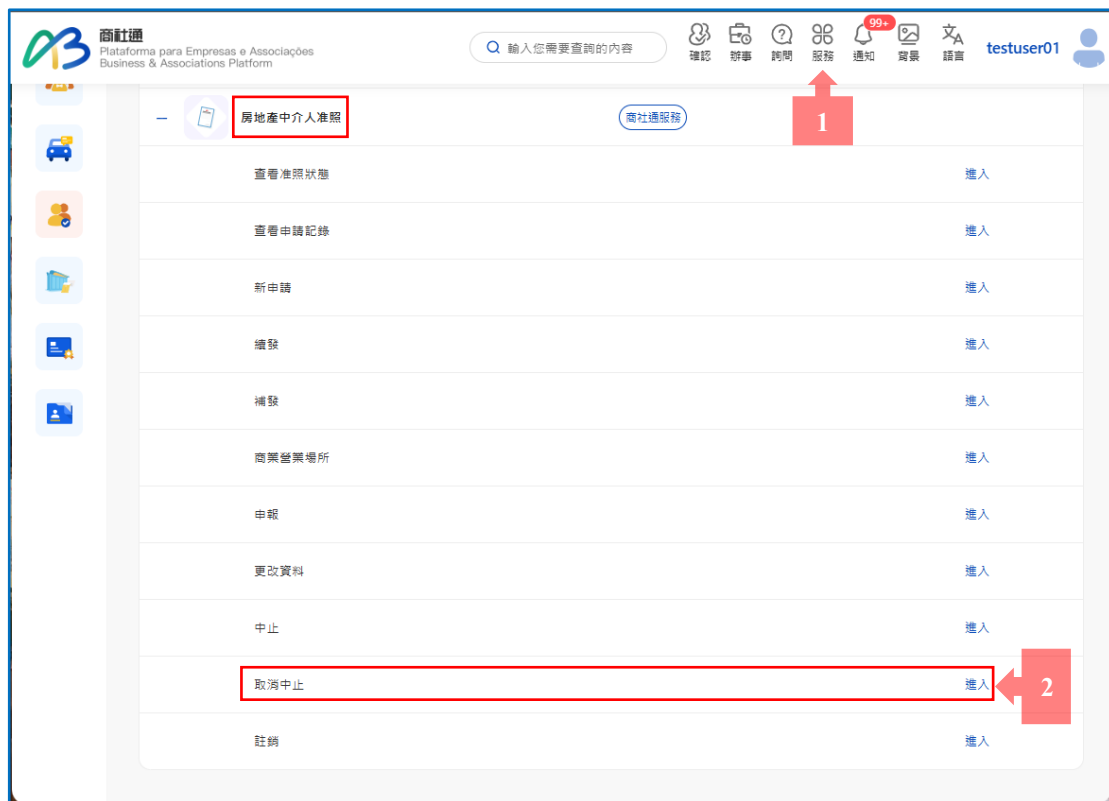 商社通
Plataforma para Empresas e Associações
Business & Associations Platform
輸入您需要查詢的内容
確認
辦事
詢問
服務
99+
通知
背景
語言
testuser01
1
房地產中介人准照
商社通服務
查看准照狀態 進入
查看申請記錄 進入
新申請 進入
續發 進入
補發 進入
商業營業場所 進入
申報 進入
更改資料 進入
中止 進入
取消中止 進入
2
註銷 進入